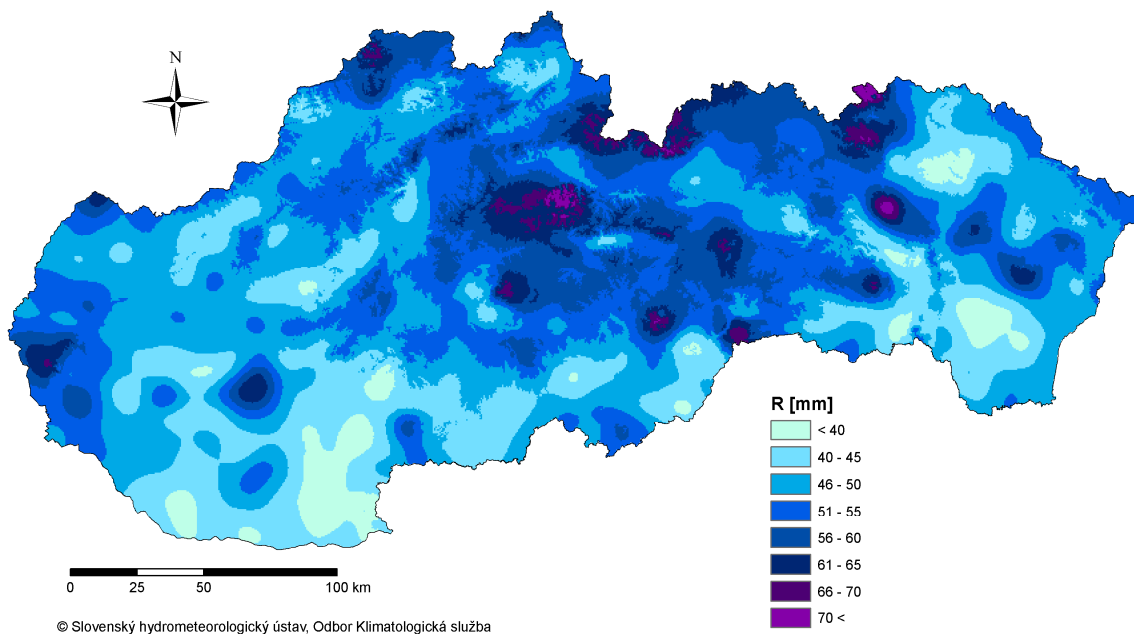 N
R [mm]
< 40
40 - 45
46 - 50
51 - 55
56 - 60
61 - 65
66 - 70
70 <
0 25 50 100 km
© Slovenský hydrometeorologický ústav, Odbor Klimatologická služba